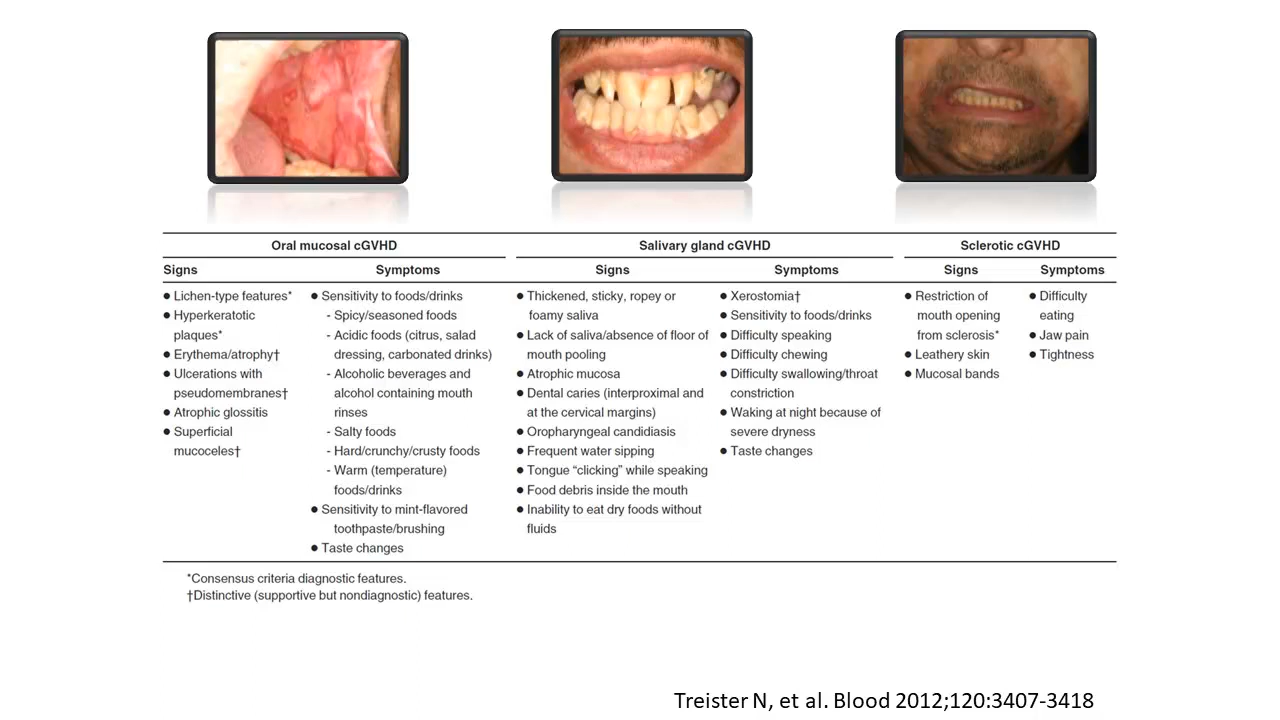 Oral mucosal cGVHD
Signs
● Lichen-type features*
● Hyperkeratotic
plaques*
● Erythema/atrophy†
● Ulcerations with
pseudomembranes†
● Atrophic glossitis
● Superficial
mucoceles†
Symptoms
● Sensitivity to foods/drinks
- Spicy/seasoned foods
- Acidic foods (citrus, salad
dressing, carbonated drinks)
- Alcoholic beverages and
alcohol containing mouth
rinses
- Salty foods
- Hard/crunchy/crusty foods
- Warm (temperature)
foods/drinks
● Sensitivity to mint-flavored
toothpaste/brushing
● Taste changes
Salivary gland cGVHD
Signs
● Thickened, sticky, ropey or
foamy saliva
● Lack of saliva/absence of floor of
mouth pooling
● Atrophic mucosa
● Dental caries (interproximal and
at the cervical margins)
● Oropharyngeal candidiasis
● Frequent water sipping
● Tongue “clicking” while speaking
● Food debris inside the mouth
● Inability to eat dry foods without
fluids
Symptoms
● Xerostomia†
● Sensitivity to foods/drinks
● Difficulty speaking
● Difficulty chewing
● Difficulty swallowing/throat
constriction
● Waking at night because of
severe dryness
● Taste changes
Sclerotic cGVHD
Signs
● Restriction of
mouth opening
from sclerosis*
● Leathery skin
● Mucosal bands
Symptoms
● Difficulty
eating
● Jaw pain
● Tightness
*Consensus criteria diagnostic features.
†Distinctive (supportive but nondiagnostic) features.
Treister N, et al. Blood 2012;120:3407-3418